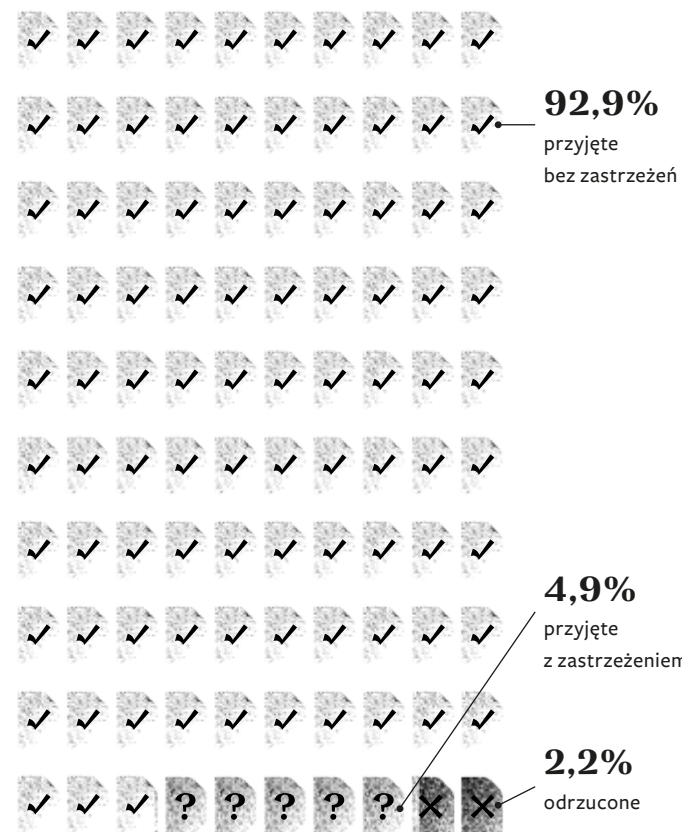 92,9%
przyjęte
bez zastrzeżeń
4,9%
przyjęte
z zastrzeżeniem
2,2%
odrzucone
? ? ? ? ?